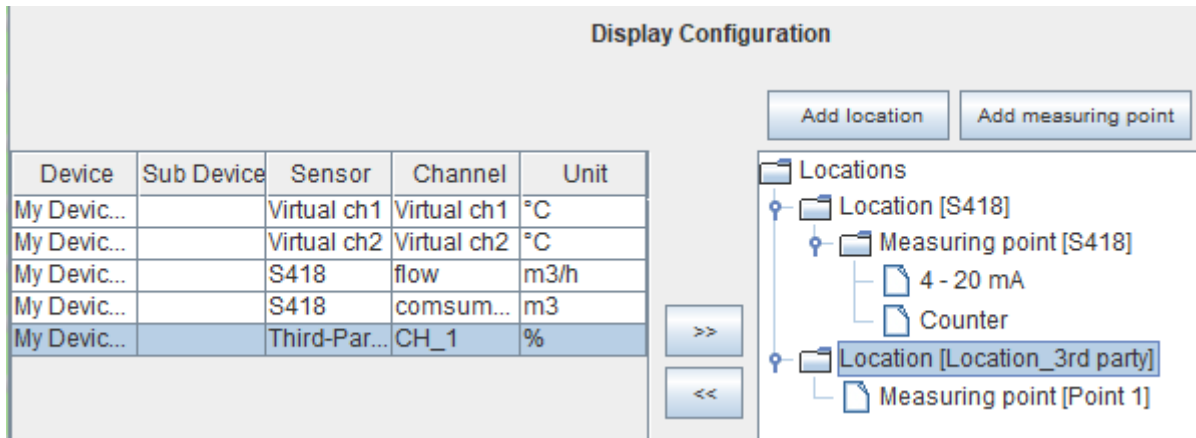 Display Configuration
Add location Add measuring point
Device Sub Device Sensor Channel Unit
My Devic... Virtual ch1 Virtual ch1 °C
My Devic... Virtual ch2 Virtual ch2 °C
My Devic... S418 flow m3/h
My Devic... S418 comsum... m3
My Devic... Third-Par... CH_1 %
>>
<<
Locations
Location [S418]
Measuring point [S418]
4 - 20 mA
Counter
Location [Location_3rd party]
Measuring point [Point 1]